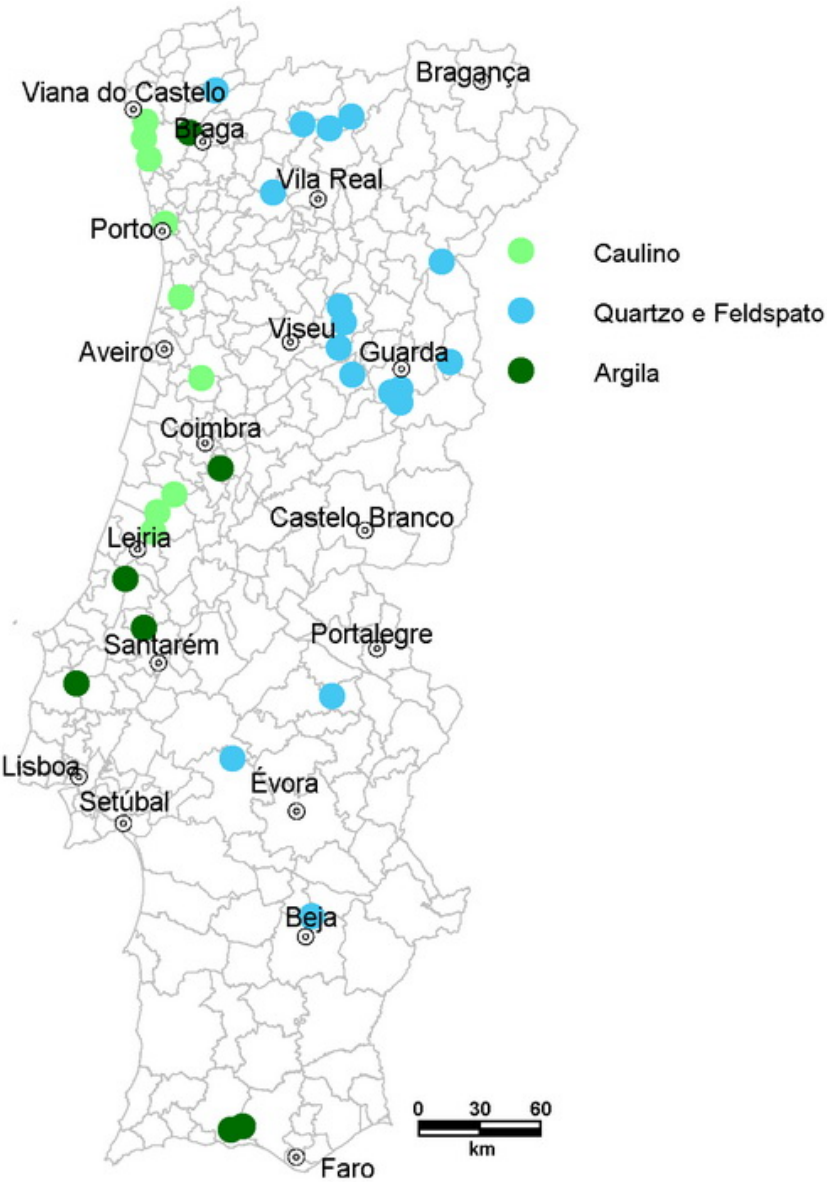 Bragança
Viana do Castelo
Braga
Vila Real
Porto
Caulino
Quartzo e Feldspato
Viseu
Aveiro
Guarda
Argila
Coimbra
Castelo Branco
Leiria
Portalegre
Santarém
Lisboa
Évora
Setúbal
Beja
0 30 60
km
Faro